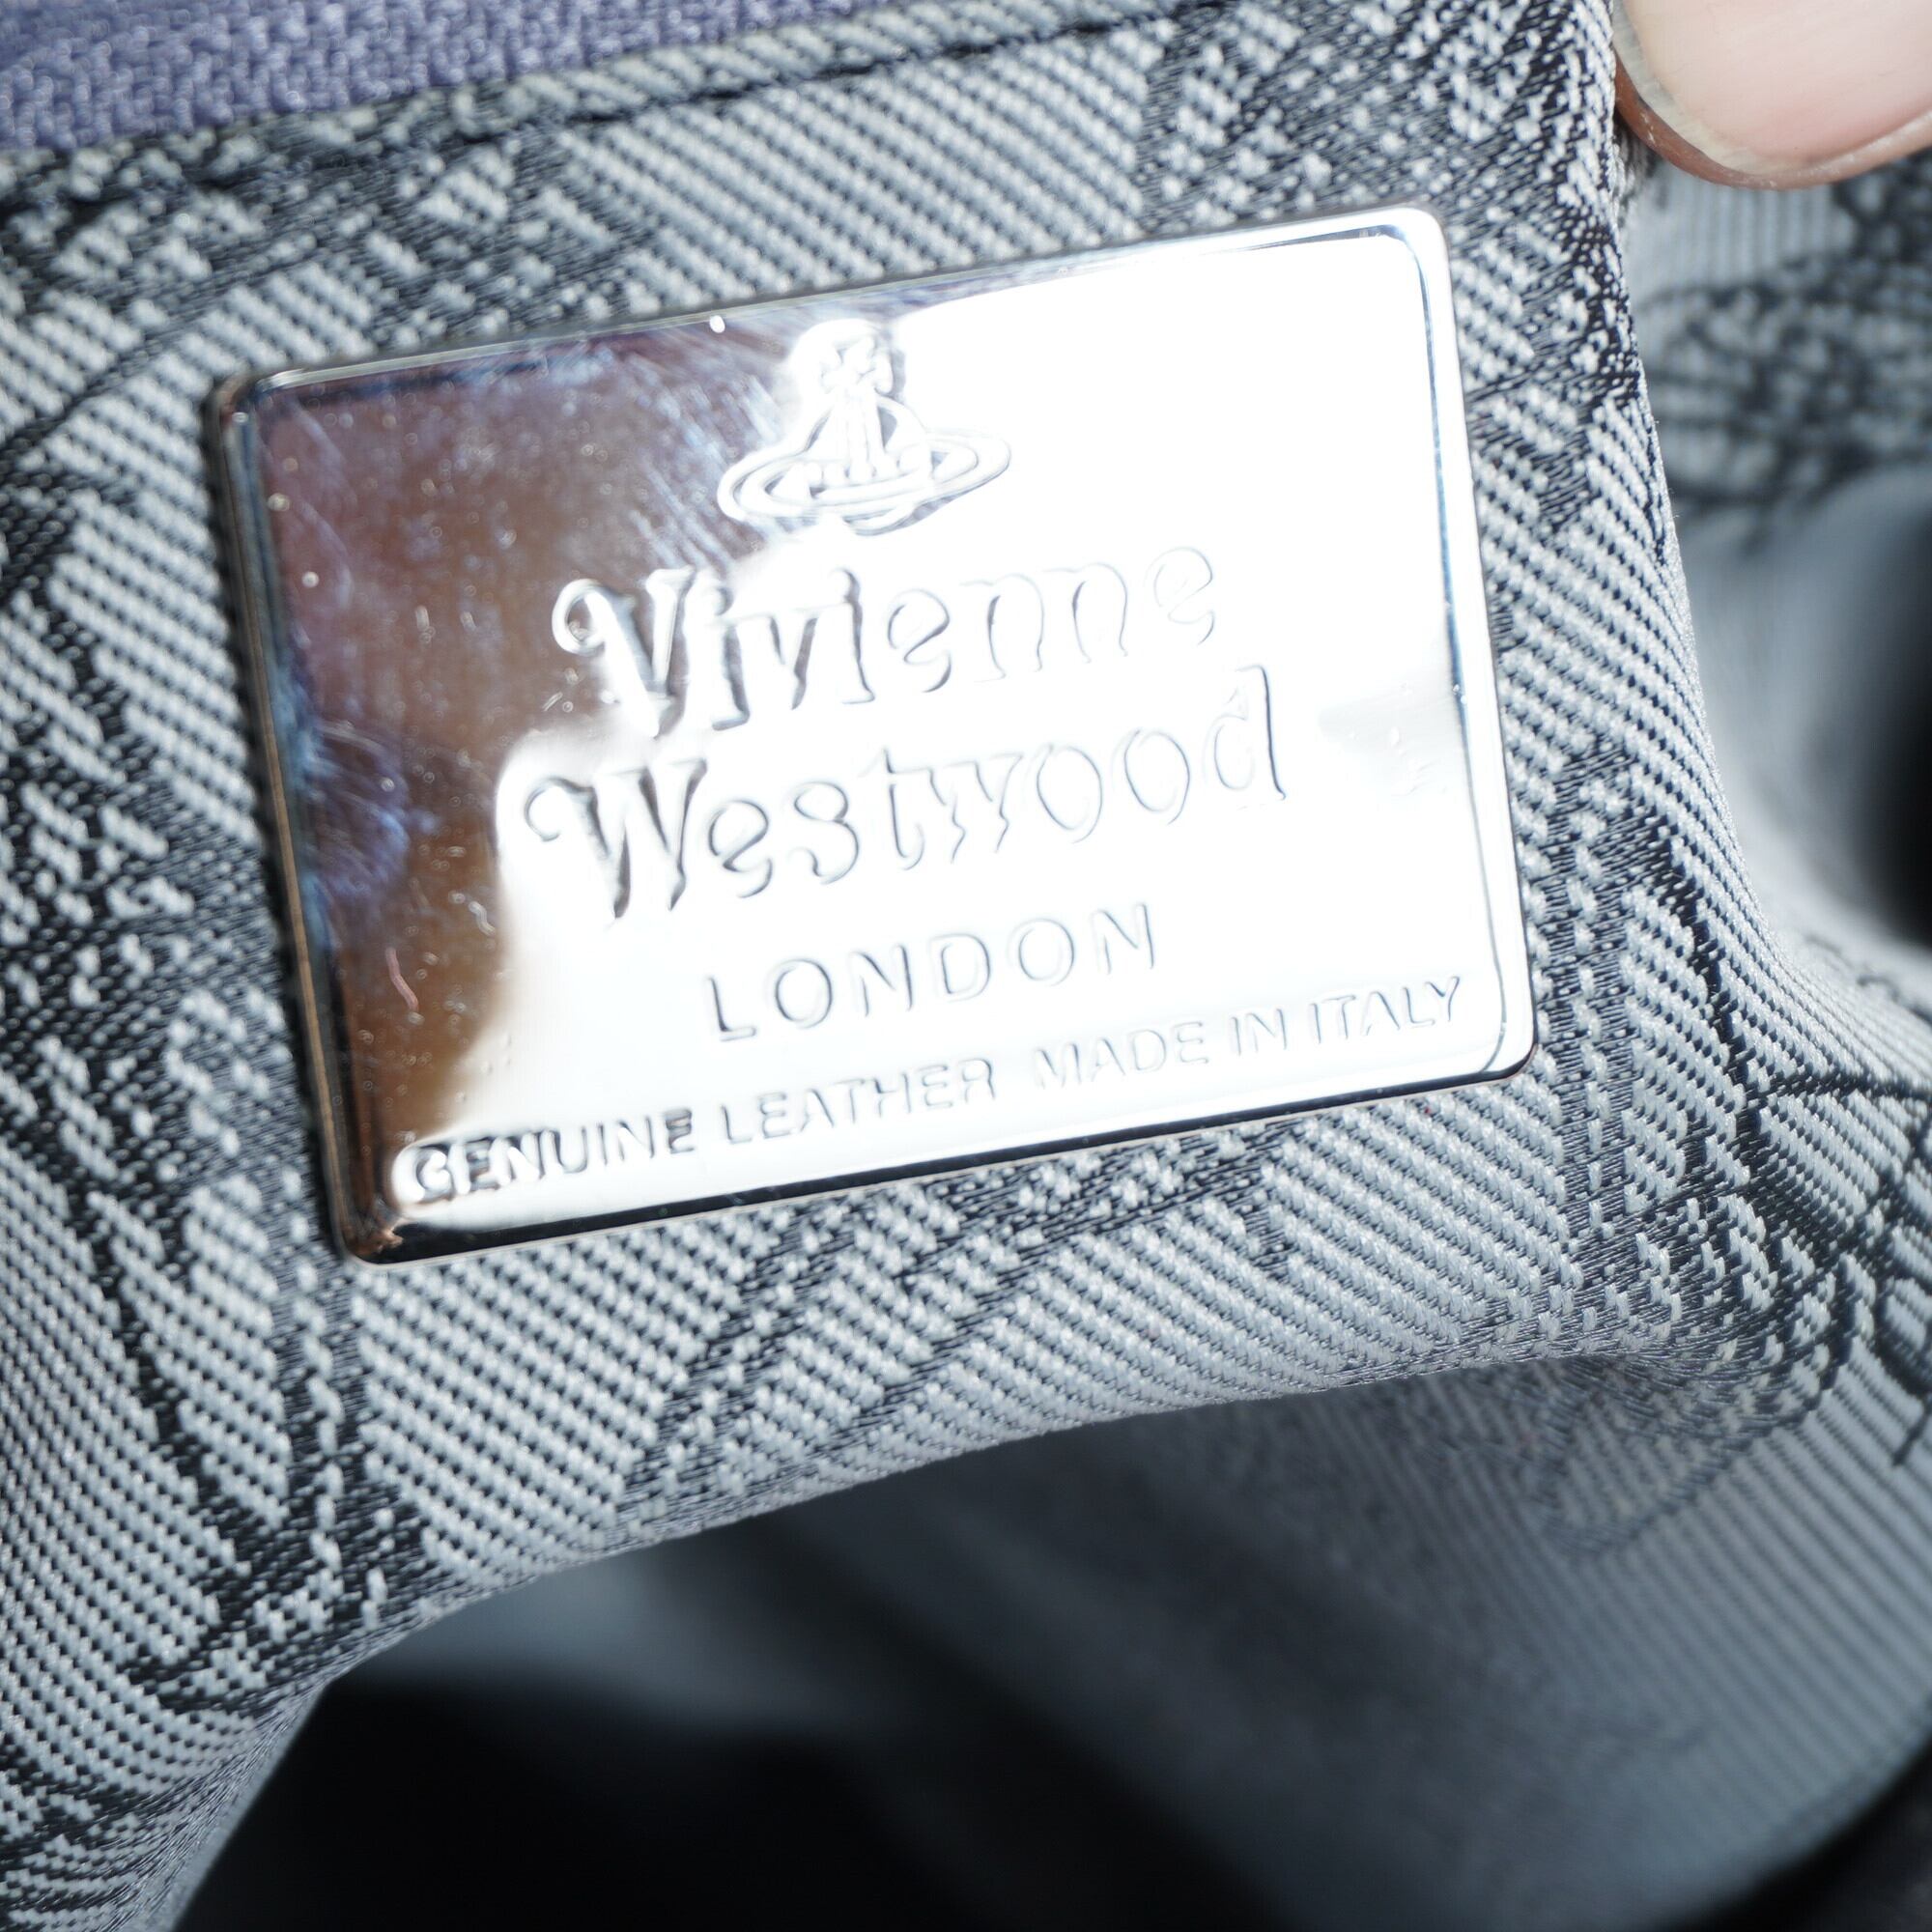 Vivienne
Westwood
LONDON
GENUINE LEATHER MADE IN ITALY